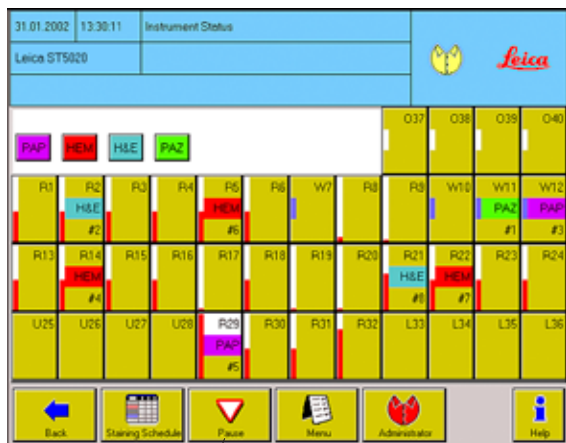 31.01.2002 13:30:11 Instrument Status
Leica ST5020
Leica
O37 O38 O39 O40
PAP HEM H&E PAZ
R1 R2 R3 R4 R5 R6 W7 R8 R9 W10 W11 W12
H&E HEM PAZ PAP
#2 #6 #1 #3
R13 R14 R15 R16 R17 R18 R19 R20 R21 R22 R23 R24
HEM H&E HEM
#4 #8 #7
U25 U26 U27 U28 R29 R30 R31 R32 L33 L34 L35 L36
PAP
#5
Back Staining Schedule Pause Menu Administrator Help